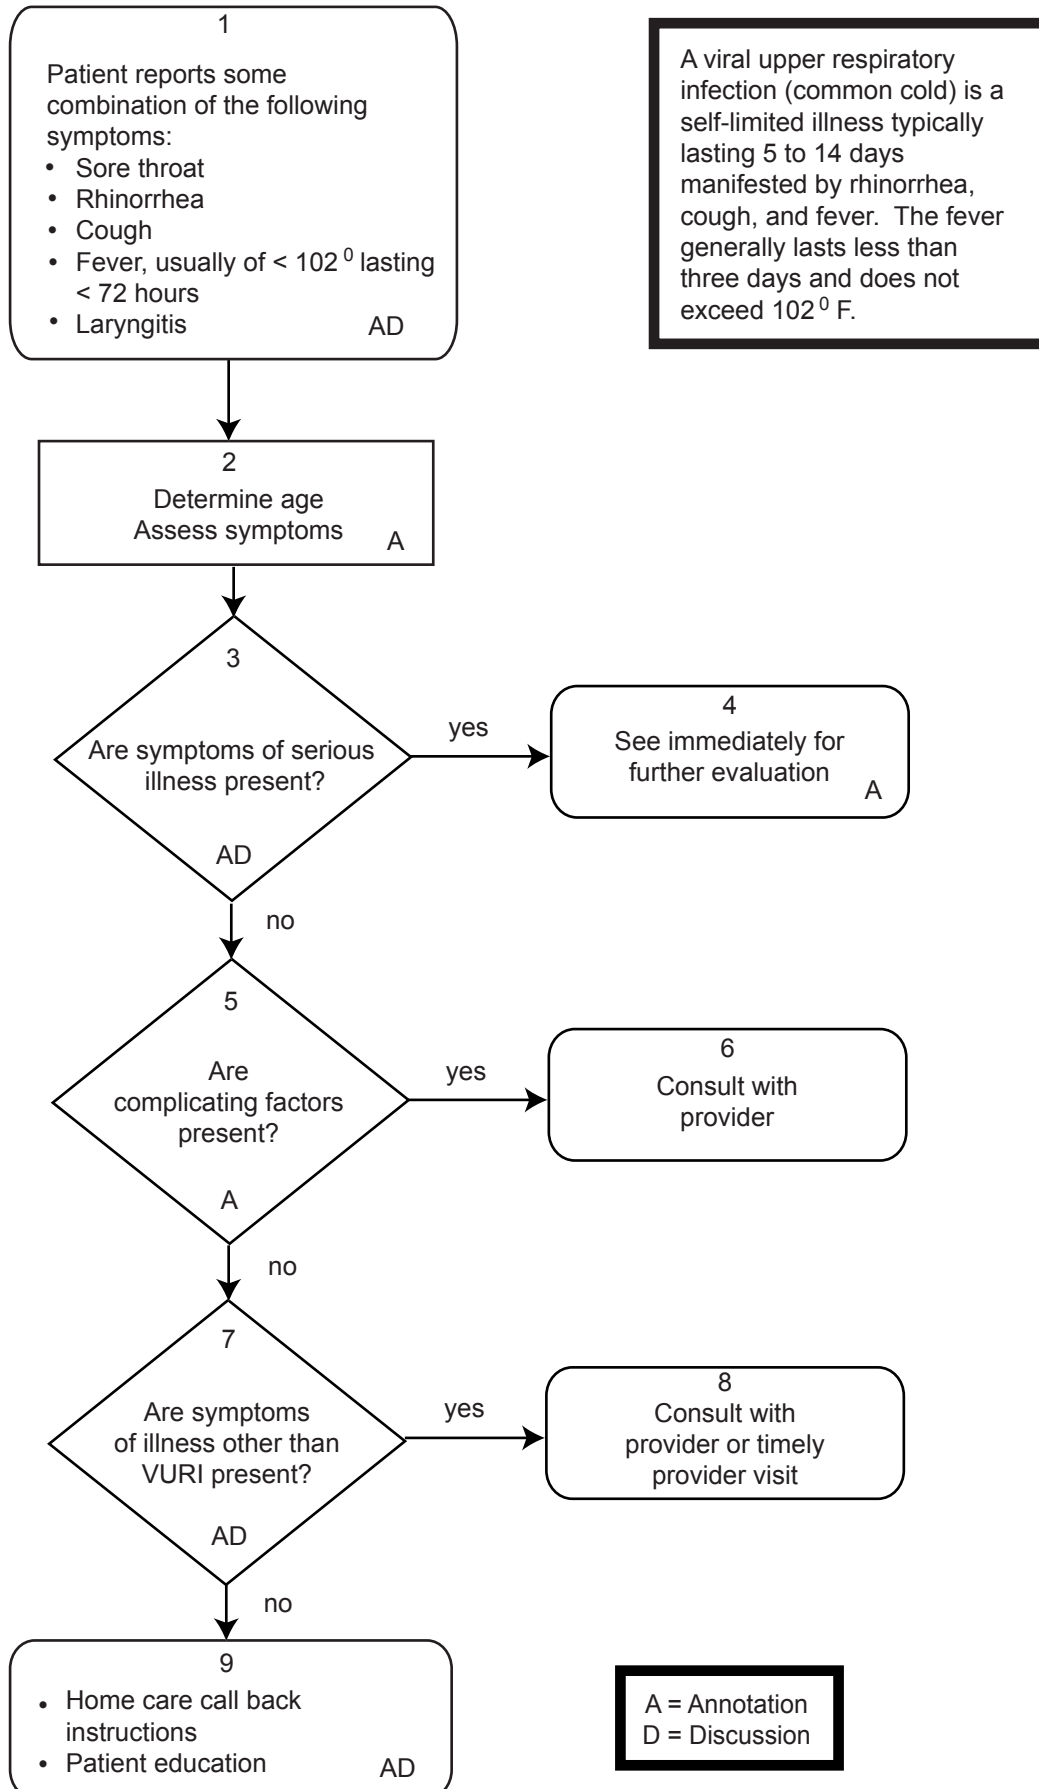 1
Patient reports some
combination of the following
symptoms:
• Sore throat
• Rhinorrhea
• Cough
• Fever, usually of < 102⁰ lasting
< 72 hours
• Laryngitis
AD
A viral upper respiratory
infection (common cold) is a
self-limited illness typically
lasting 5 to 14 days
manifested by rhinorrhea,
cough, and fever. The fever
generally lasts less than
three days and does not
exceed 102⁰ F.
2
Determine age
Assess symptoms
A
3
Are symptoms of serious
illness present?
AD
yes
4
See immediately for
further evaluation
A
no
5
Are
complicating factors
present?
A
yes
6
Consult with
provider
no
7
Are symptoms
of illness other than
VURI present?
AD
yes
8
Consult with
provider or timely
provider visit
no
9
• Home care call back
instructions
• Patient education
AD
A = Annotation
D = Discussion